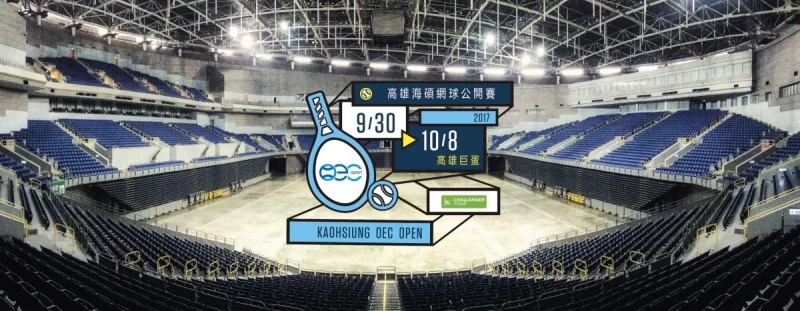 高雄海碩網球公開賽
2017
9/30
10/8
高雄巨蛋
OEC
OPEN
CHALLENGER
TOUR
KAOHSIUNG OEC OPEN